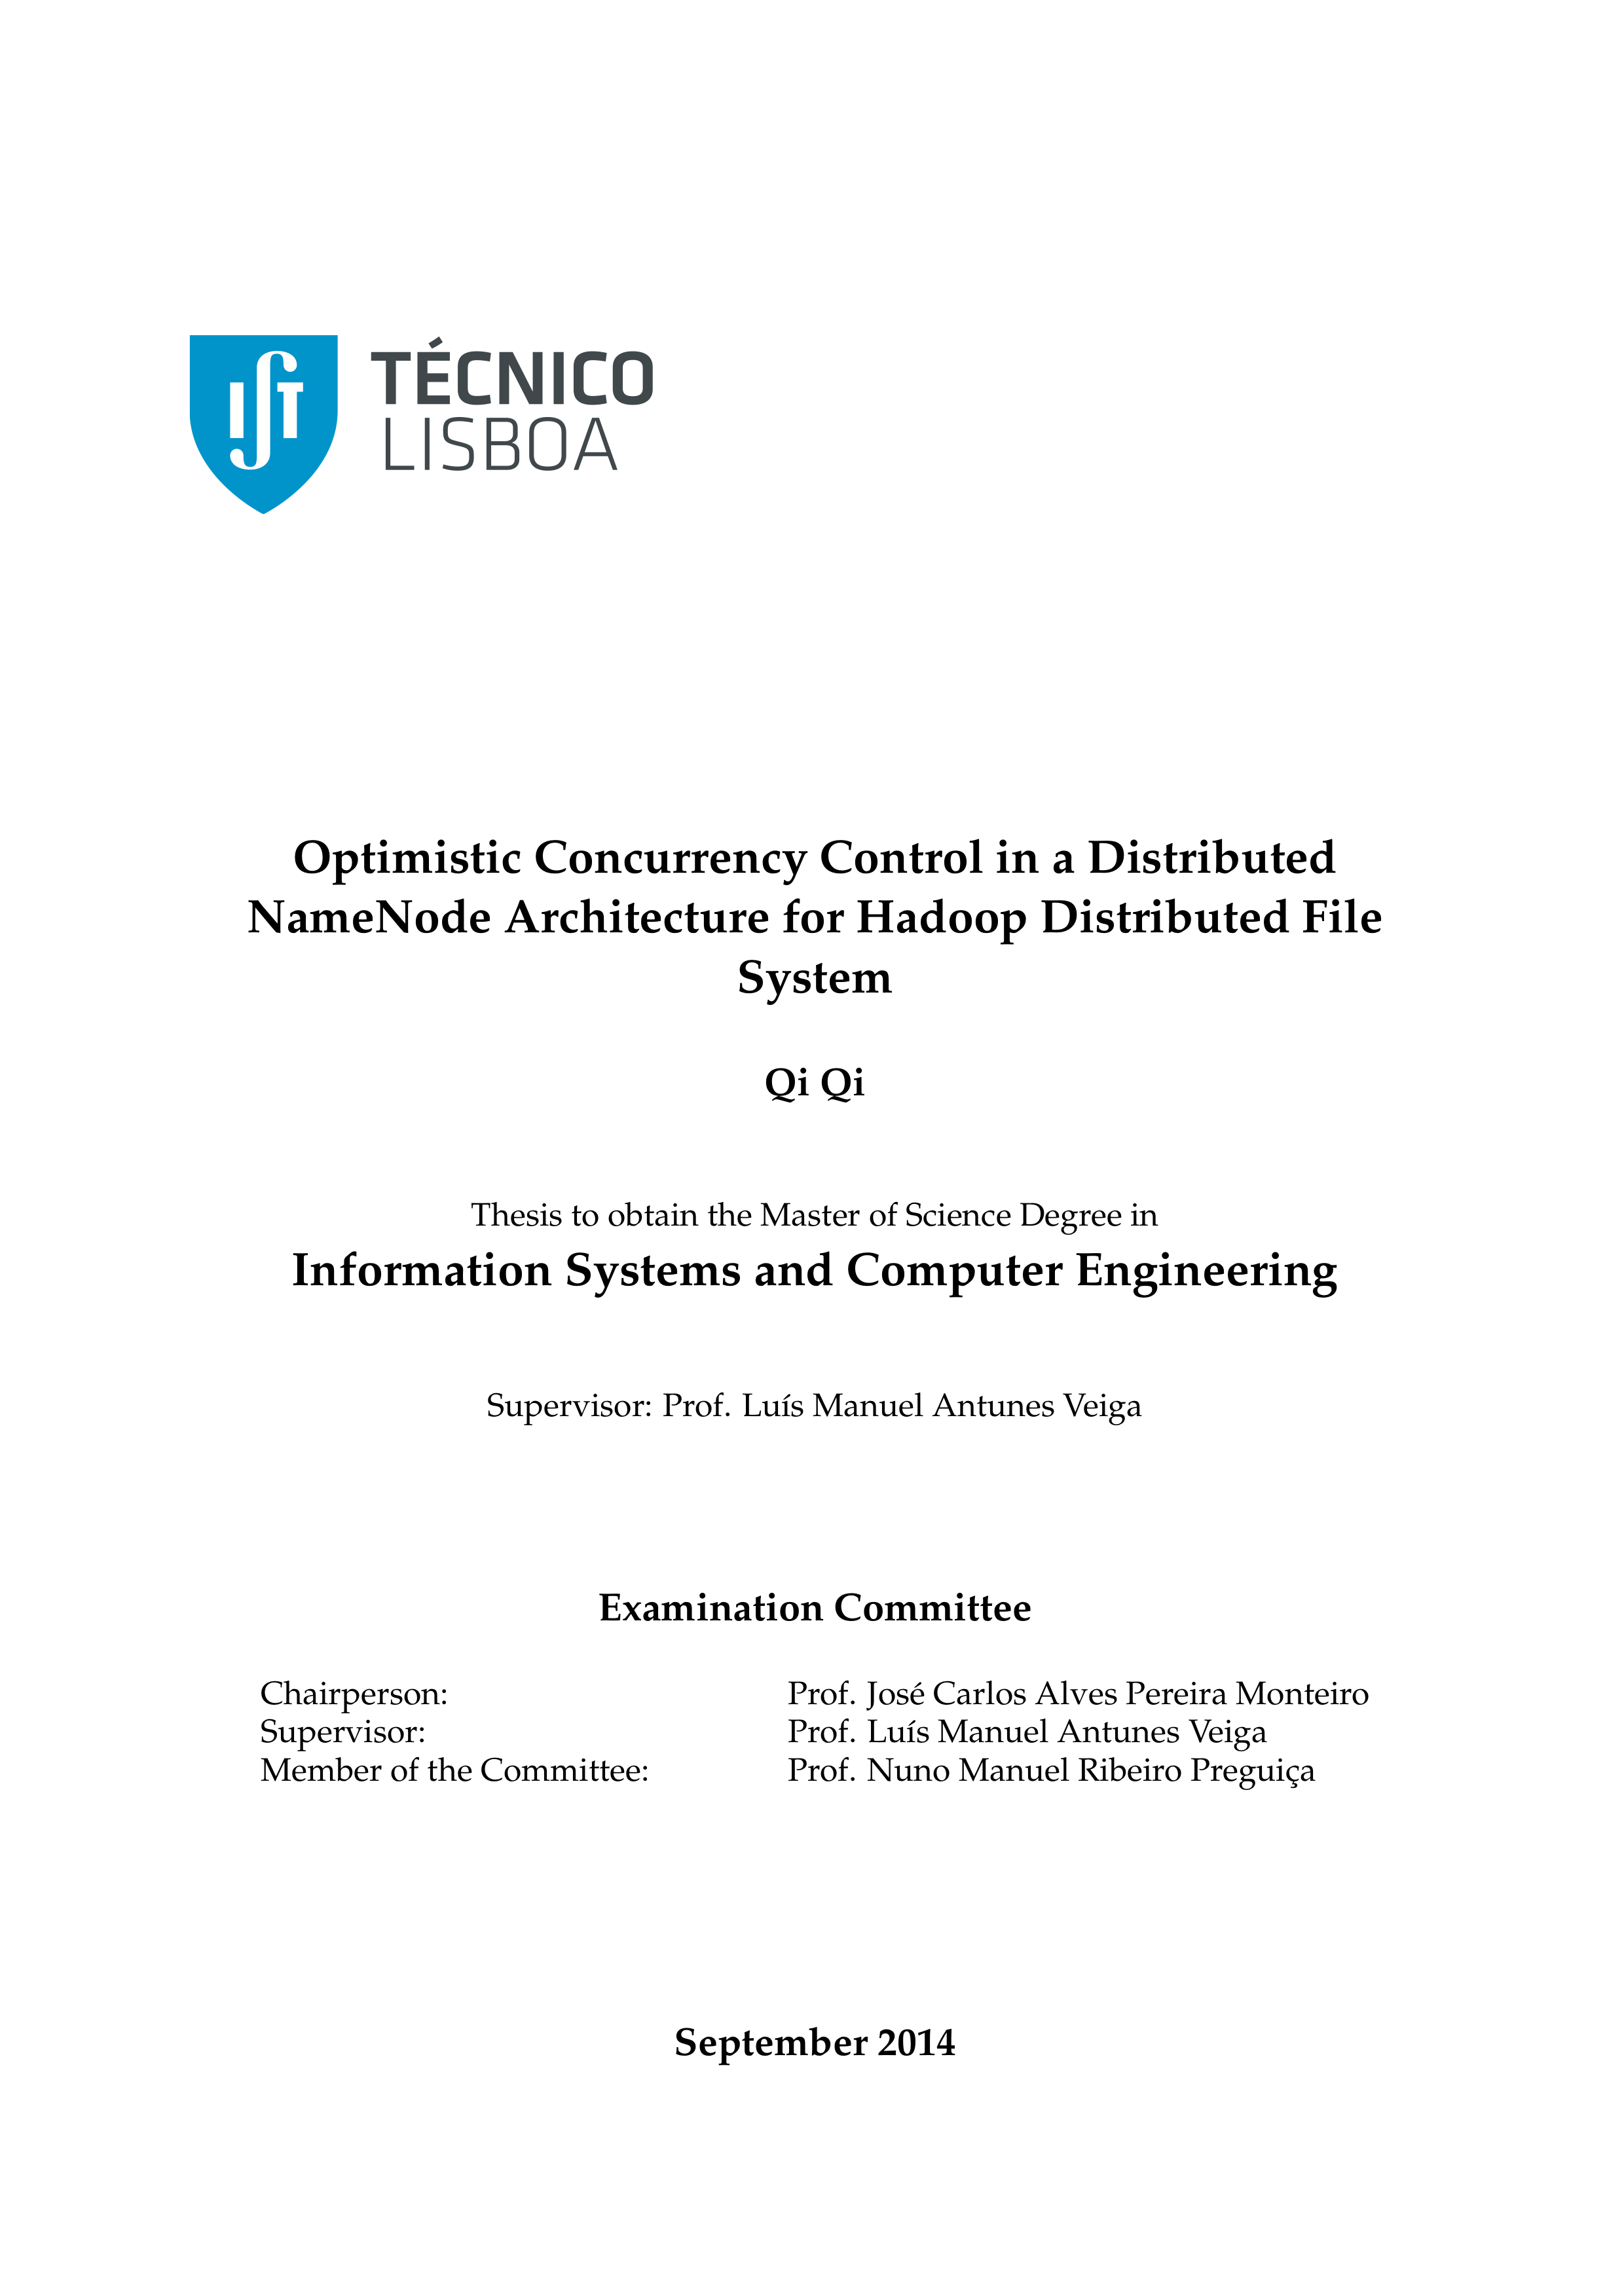 IST
TÉCNICO
LISBOA
Optimistic Concurrency Control in a Distributed
NameNode Architecture for Hadoop Distributed File
System
Qi Qi
Thesis to obtain the Master of Science Degree in
Information Systems and Computer Engineering
Supervisor: Prof. Luís Manuel Antunes Veiga
Examination Committee
Chairperson: Prof. José Carlos Alves Pereira Monteiro
Supervisor: Prof. Luís Manuel Antunes Veiga
Member of the Committee: Prof. Nuno Manuel Ribeiro Preguiça
September 2014